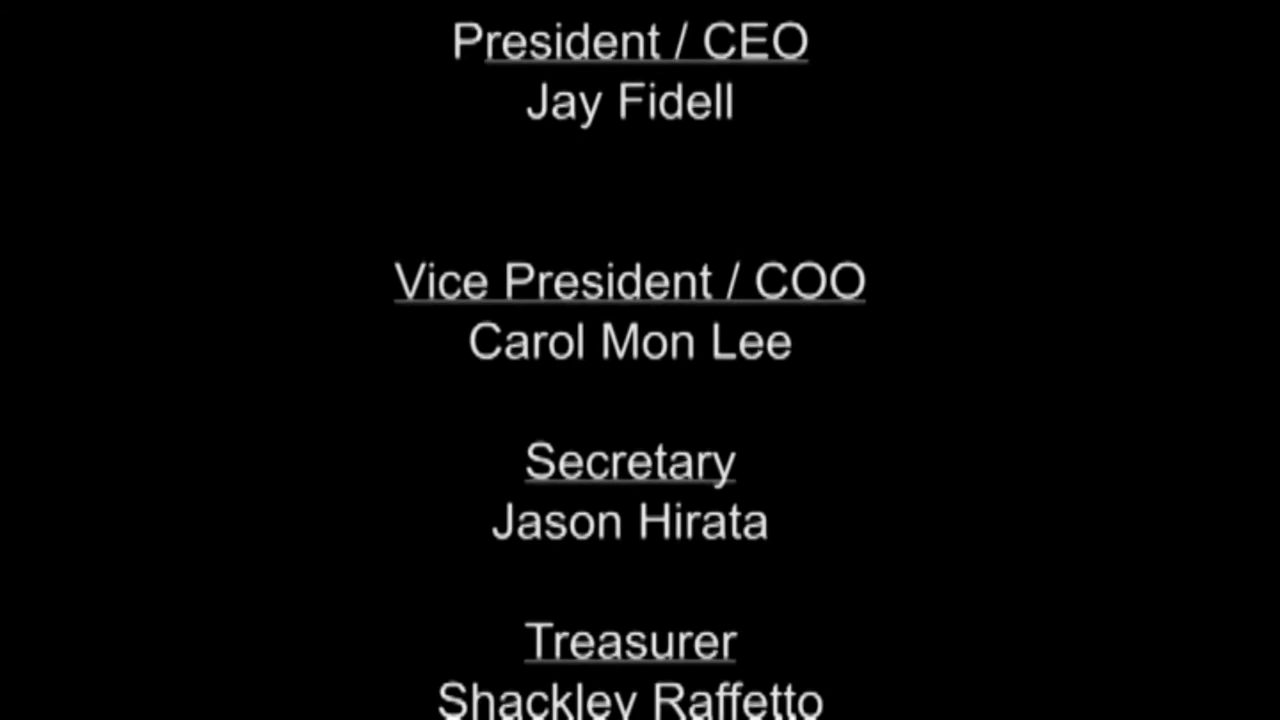 President / CEO
Jay Fidell
Vice President / COO
Carol Mon Lee
Secretary
Jason Hirata
Treasurer
Shackley Raffetto